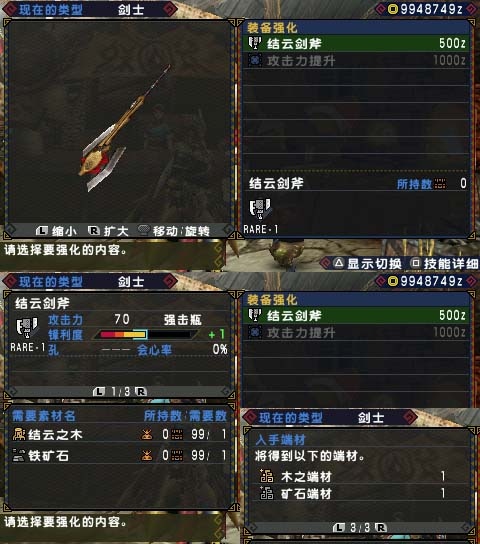 现在的类型 剑士
9948749z
装备强化
结云剑斧 500z
攻击力提升 1000z
结云剑斧 所持数 0
RARE-1
L 缩小 R 扩大 移动/旋转
请选择要强化的内容。
△显示切换 □技能详细
现在的类型 剑士
9948749z
结云剑斧
攻击力 70 强击瓶
锋利度 +1
RARE-1
孔 --- 会心率 0%
L 1/3 R
装备强化
结云剑斧 500z
攻击力提升 1000z
需要素材名 所持数/需要数
结云之木 0 99/ 1
铁矿石 0 99/ 1
请选择要强化的内容。
现在的类型 剑士
入手端材
将得到以下的端材。
木之端材 1
矿石端材 1
L 3/3 R